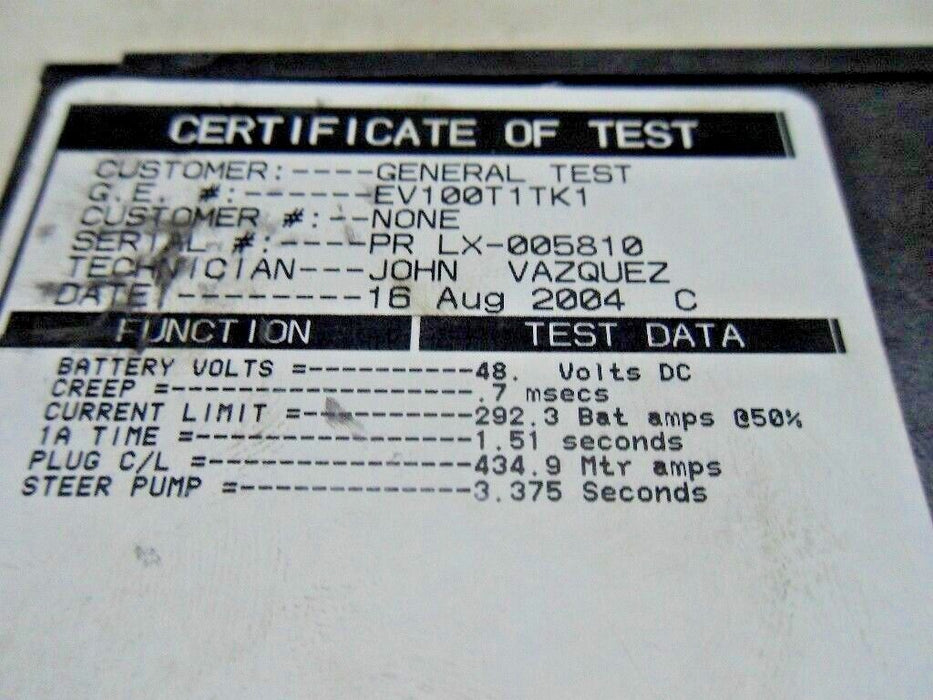 CERTIFICATE OF TEST
CUSTOMER:----GENERAL TEST
G.E. #:------EV100T1TK1
CUSTOMER #:--NONE
SERIAL #:----PR LX-005810
TECHNICIAN---JOHN VAZQUEZ
DATE:--------16 Aug 2004 C
FUNCTION TEST DATA
BATTERY VOLTS =----------48. Volts DC
CREEP =------------------.7 msecs
CURRENT LIMIT =----------292.3 Bat amps @50%
1A TIME =----------------1.51 seconds
PLUG C/L =---------------434.9 Mtr amps
STEER PUMP =-------------3.375 Seconds